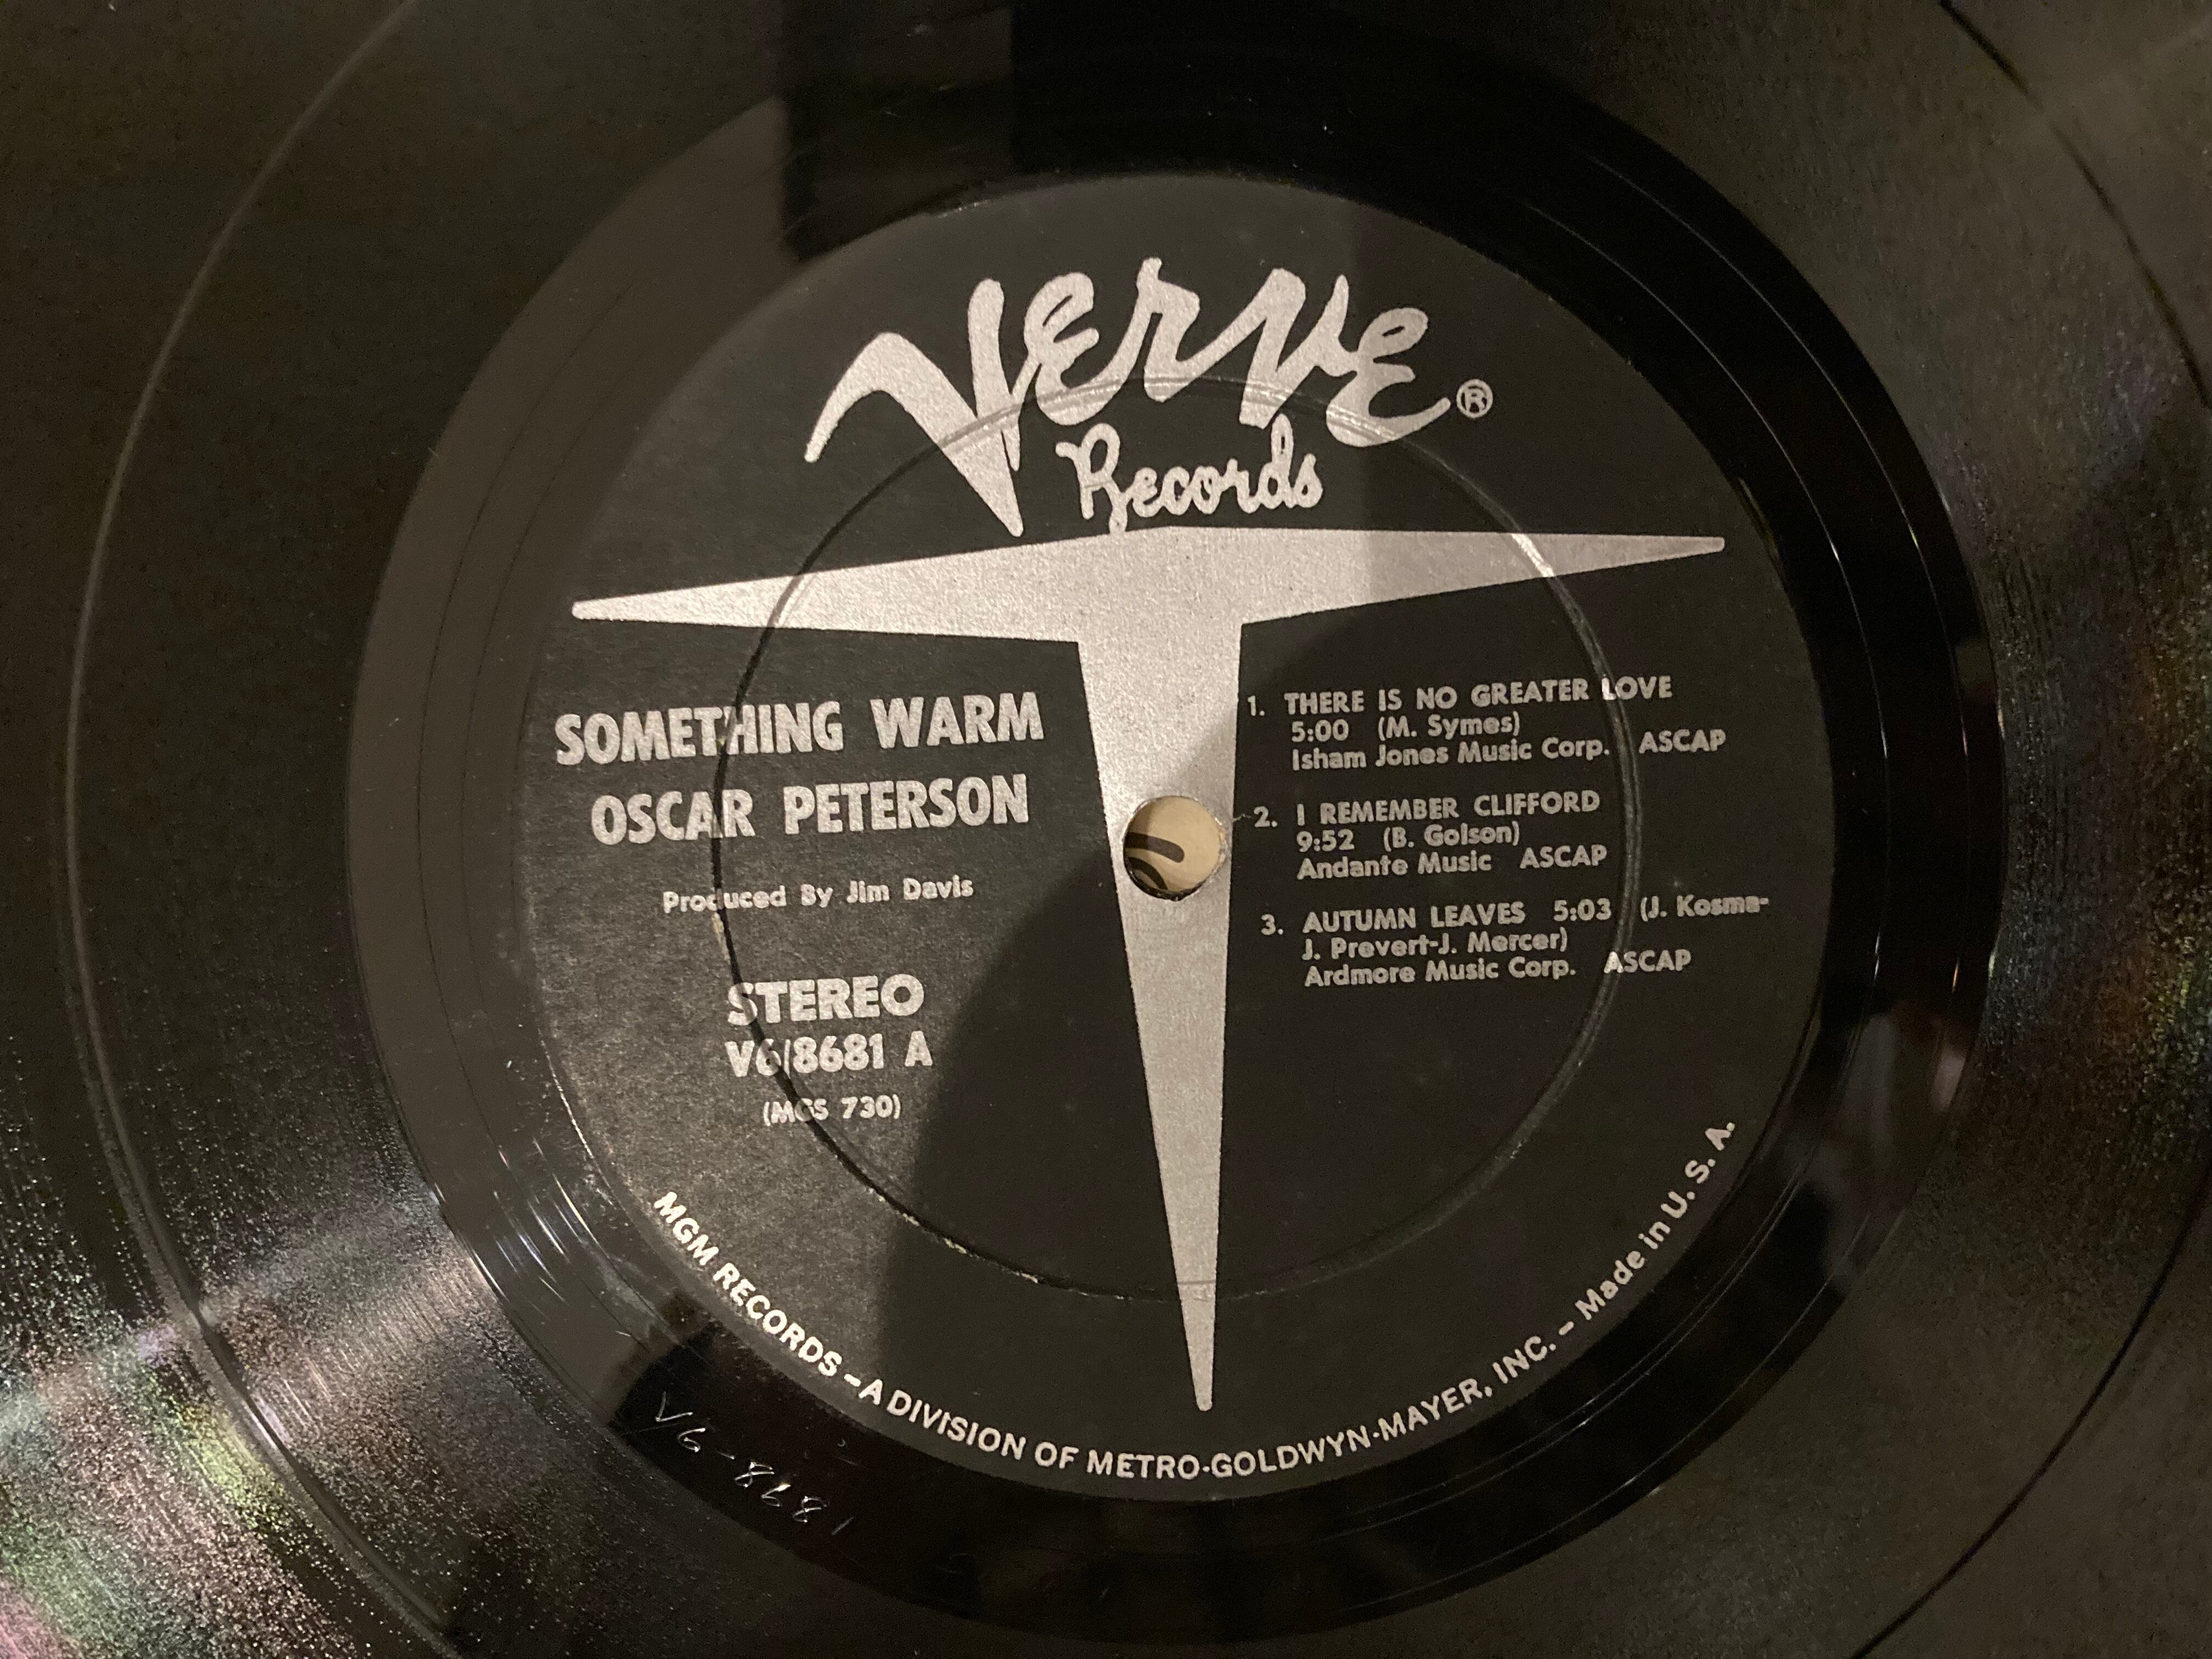 Verve®
Records
SOMETHING WARM
OSCAR PETERSON
Produced By Jim Davis
STEREO
V6/8681 A
(MGS 730)
1. THERE IS NO GREATER LOVE
5:00 (M. Symes)
Isham Jones Music Corp. ASCAP
2. I REMEMBER CLIFFORD
9:52 (B. Golson)
Andante Music ASCAP
3. AUTUMN LEAVES 5:03 (J. Kosma-
J. Prevert-J. Mercer)
Ardmore Music Corp. ASCAP
MGM RECORDS – A DIVISION OF METRO-GOLDWYN-MAYER, INC. – Made in U. S. A.
V6-8681